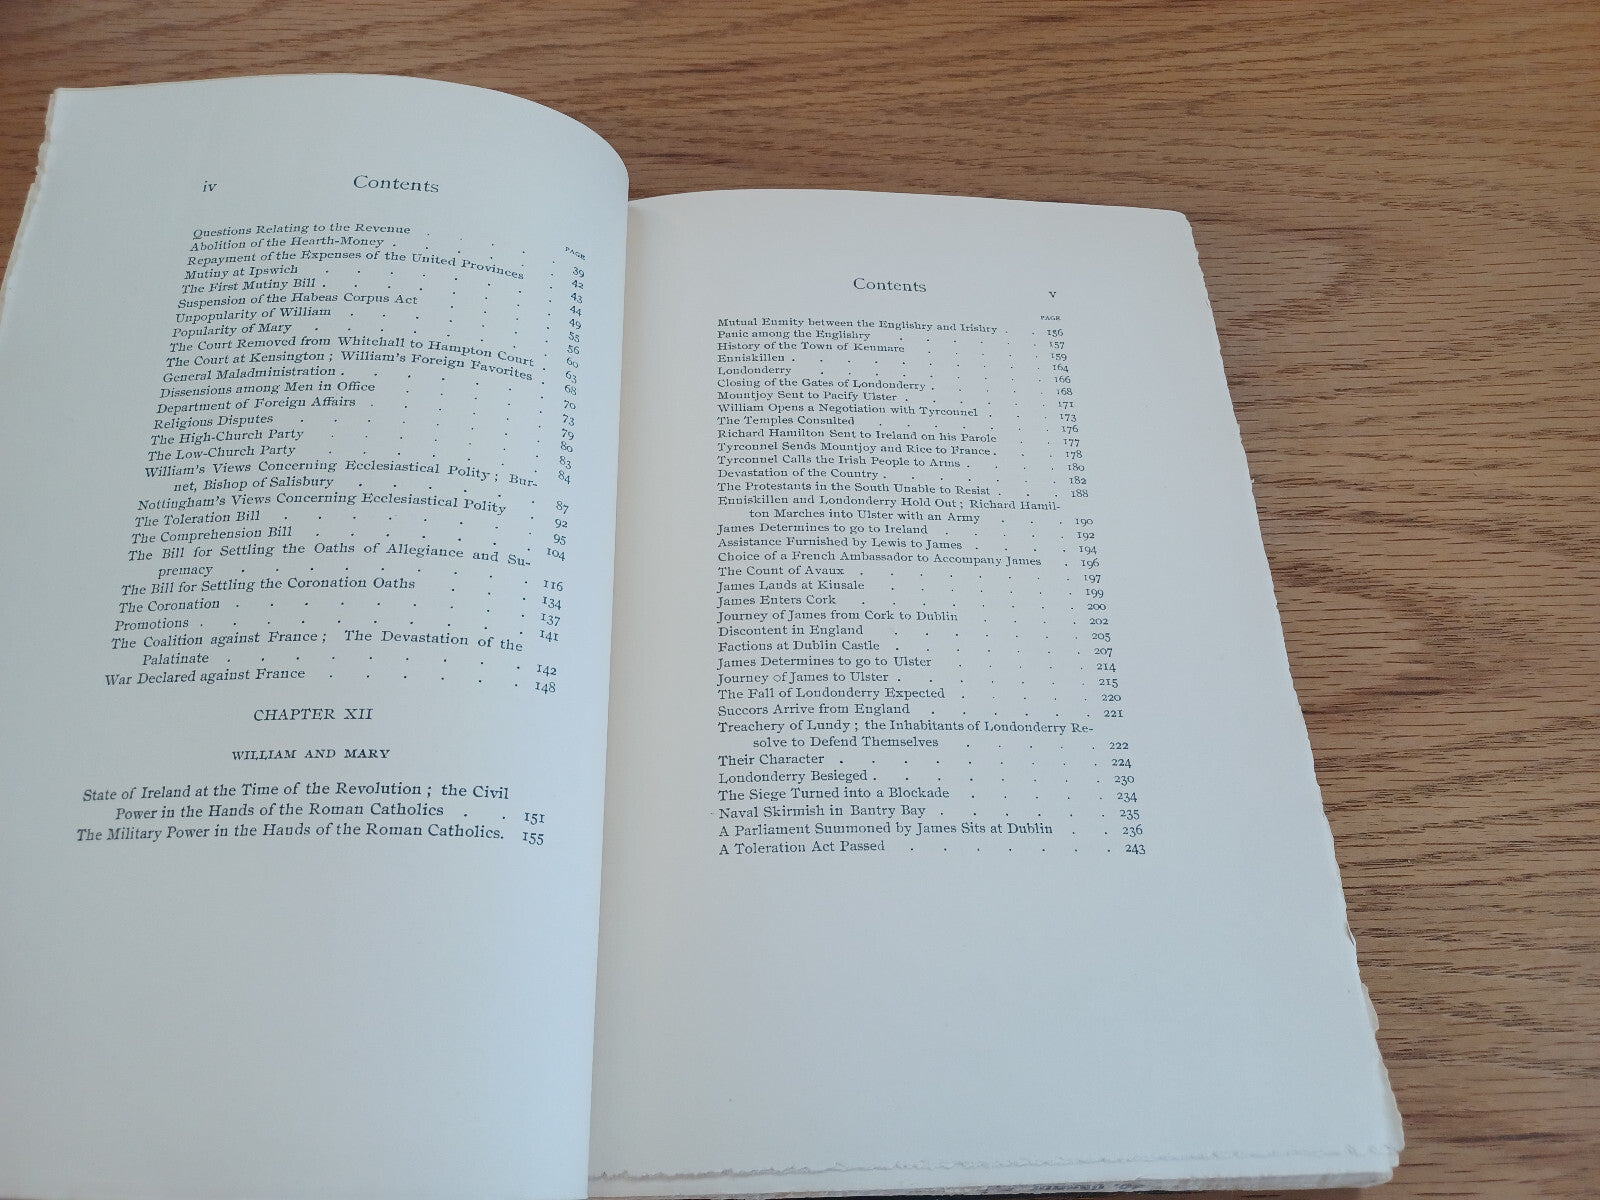 iv Contents
PAGE
Questions Relating to the Revenue . . . . 39
Abolition of the Hearth-Money . . . . . 42
Repayment of the Expenses of the United Provinces . 43
Mutiny at Ipswich . . . . . . . 44
The First Mutiny Bill . . . . . . . 49
Suspension of the Habeas Corpus Act . . . . 55
Unpopularity of William . . . . . . 56
Popularity of Mary . . . . . . . 60
The Court Removed from Whitehall to Hampton Court . 63
The Court at Kensington ; William's Foreign Favorites . 68
General Maladministration . . . . . . 70
Dissensions among Men in Office . . . . . 73
Department of Foreign Affairs . . . . . 79
Religious Disputes . . . . . . . 80
The High-Church Party . . . . . . 83
The Low-Church Party . . . . . . 84
William's Views Concerning Ecclesiastical Polity ; Bur-
net, Bishop of Salisbury . . . . . 87
Nottingham's Views Concerning Ecclesiastical Polity . 92
The Toleration Bill . . . . . . . 95
The Comprehension Bill . . . . . . 104
The Bill for Settling the Oaths of Allegiance and Su-
premacy . . . . . . . . 116
The Bill for Settling the Coronation Oaths . . . 134
The Coronation . . . . . . . . 137
Promotions . . . . . . . . . 141
The Coalition against France ; The Devastation of the
Palatinate . . . . . . . . 142
War Declared against France . . . . . 148
CHAPTER XII
WILLIAM AND MARY
State of Ireland at the Time of the Revolution ; the Civil
Power in the Hands of the Roman Catholics . . 151
The Military Power in the Hands of the Roman Catholics. 155
Contents v
PAGE
Mutual Enmity between the Englishry and Irishry . . 156
Panic among the Englishry . . . . . . 157
History of the Town of Kenmare . . . . . 159
Enniskillen . . . . . . . . . 164
Londonderry . . . . . . . . 166
Closing of the Gates of Londonderry . . . . 168
Mountjoy Sent to Pacify Ulster . . . . . 171
William Opens a Negotiation with Tyrconnel . . . 173
The Temples Consulted . . . . . . 176
Richard Hamilton Sent to Ireland on his Parole . . 177
Tyrconnel Sends Mountjoy and Rice to France . . . 178
Tyrconnel Calls the Irish People to Arms . . . . 180
Devastation of the Country . . . . . . 182
The Protestants in the South Unable to Resist . . . 188
Enniskillen and Londonderry Hold Out ; Richard Hamil-
ton Marches into Ulster with an Army . . . 190
James Determines to go to Ireland . . . . . 192
Assistance Furnished by Lewis to James . . . . 194
Choice of a French Ambassador to Accompany James . 196
The Count of Avaux . . . . . . . 197
James Lands at Kinsale . . . . . . 199
James Enters Cork . . . . . . . 200
Journey of James from Cork to Dublin . . . . 202
Discontent in England . . . . . . 205
Factions at Dublin Castle . . . . . . 207
James Determines to go to Ulster . . . . . 214
Journey of James to Ulster . . . . . . 215
The Fall of Londonderry Expected . . . . . 220
Succors Arrive from England . . . . . 221
Treachery of Lundy ; the Inhabitants of Londonderry Re-
solve to Defend Themselves . . . . . 222
Their Character . . . . . . . . 224
Londonderry Besieged . . . . . . . 230
The Siege Turned into a Blockade . . . . . 234
Naval Skirmish in Bantry Bay . . . . . . 235
A Parliament Summoned by James Sits at Dublin . . 236
A Toleration Act Passed . . . . . . 243